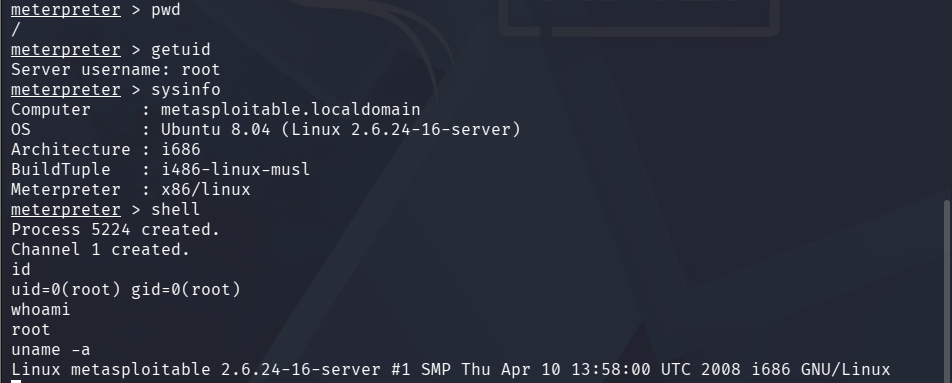 meterpreter > pwd
/
meterpreter > getuid
Server username: root
meterpreter > sysinfo
Computer     : metasploitable.localdomain
OS           : Ubuntu 8.04 (Linux 2.6.24-16-server)
Architecture : i686
BuildTuple   : i486-linux-musl
Meterpreter  : x86/linux
meterpreter > shell
Process 5224 created.
Channel 1 created.
id
uid=0(root) gid=0(root)
whoami
root
uname -a
Linux metasploitable 2.6.24-16-server #1 SMP Thu Apr 10 13:58:00 UTC 2008 i686 GNU/Linux